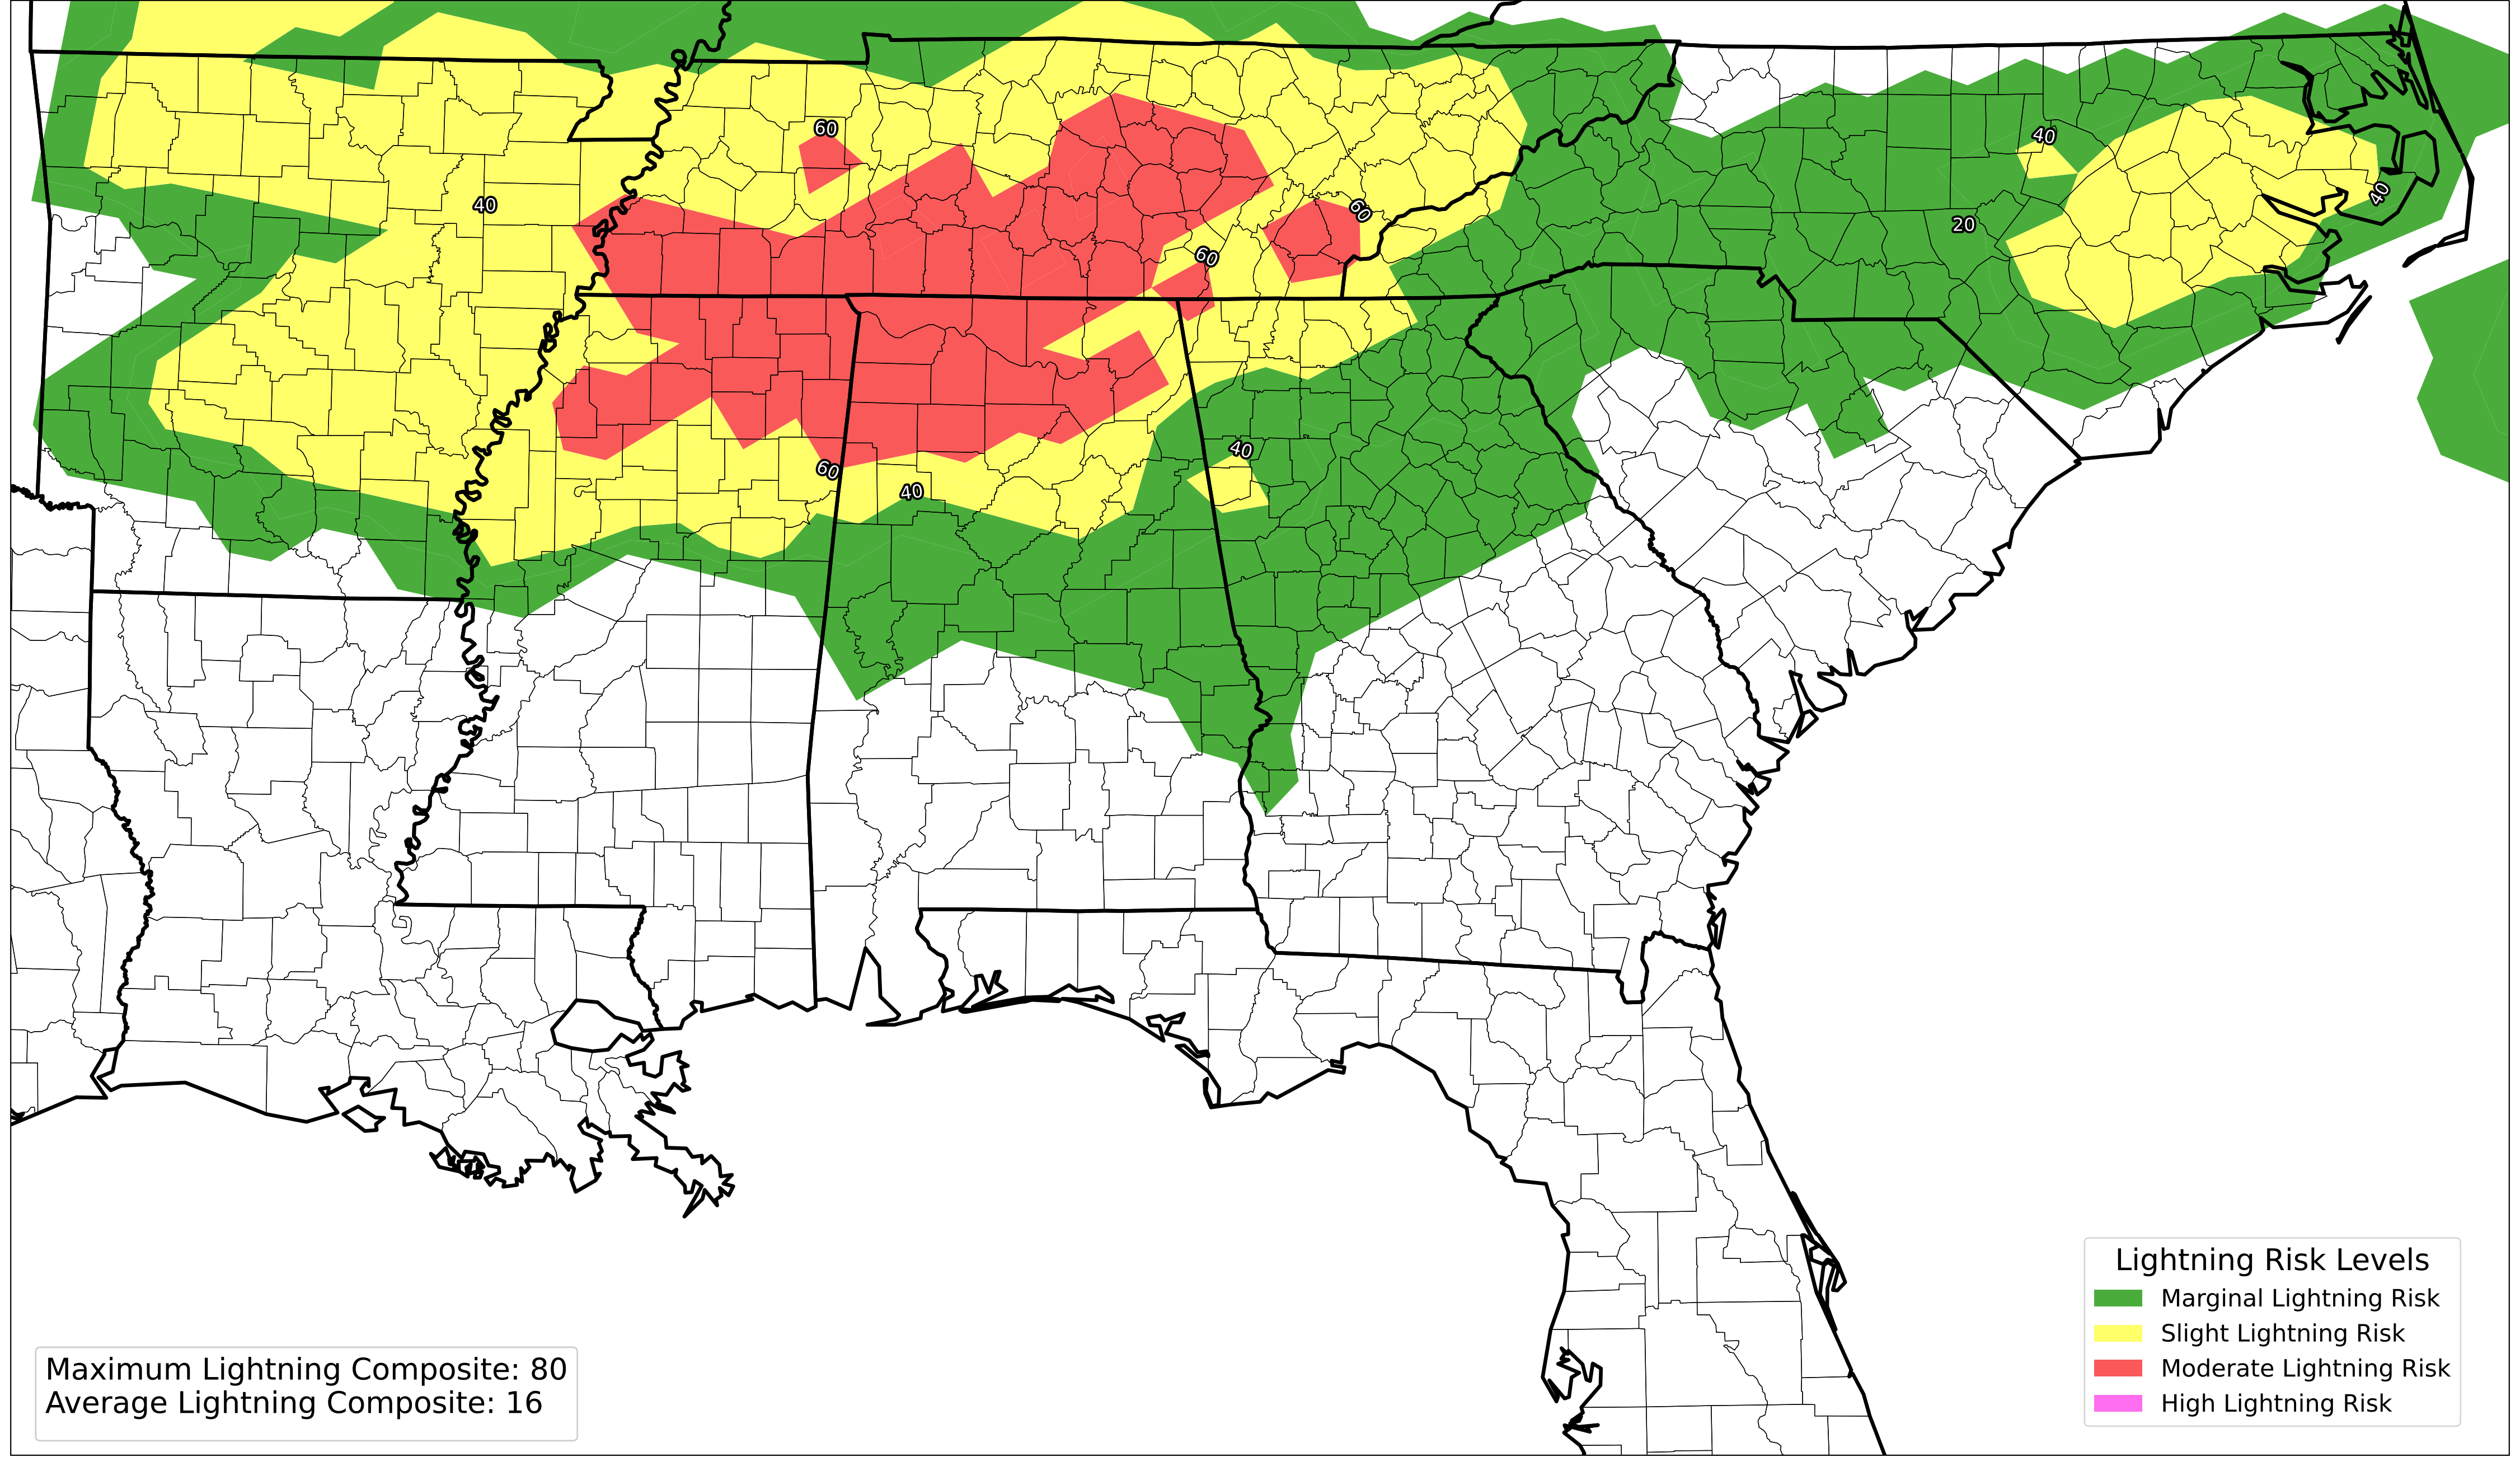 60
40
40
40
60
20
60
40
60
40
Lightning Risk Levels
Marginal Lightning Risk
Slight Lightning Risk
Moderate Lightning Risk
High Lightning Risk
Maximum Lightning Composite: 80
Average Lightning Composite: 16